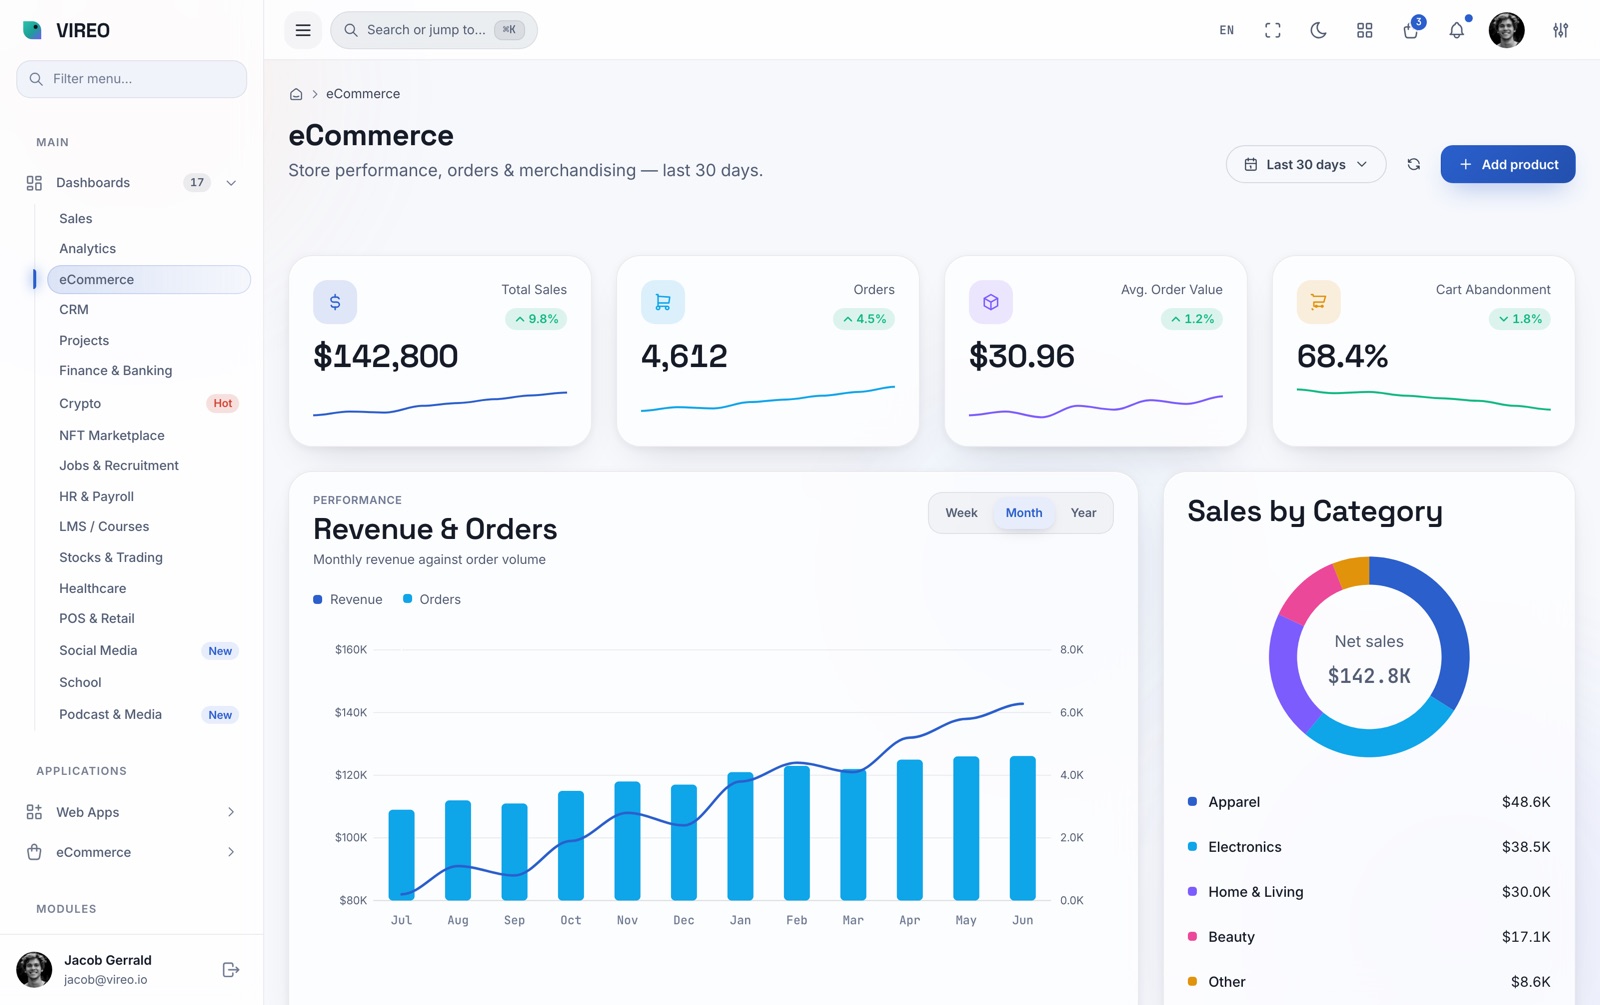 VIREO
Filter menu...
MAIN
Dashboards 17
Sales
Analytics
eCommerce
CRM
Projects
Finance & Banking
Crypto Hot
NFT Marketplace
Jobs & Recruitment
HR & Payroll
LMS / Courses
Stocks & Trading
Healthcare
POS & Retail
Social Media New
School
Podcast & Media New
APPLICATIONS
Web Apps
eCommerce
MODULES
Jacob Gerrald
jacob@vireo.io
Search or jump to... ⌘K
EN
3
eCommerce
eCommerce
Store performance, orders & merchandising — last 30 days.
Last 30 days
Add product
Total Sales
9.8%
$142,800
Orders
4.5%
4,612
Avg. Order Value
1.2%
$30.96
Cart Abandonment
1.8%
68.4%
PERFORMANCE
Revenue & Orders
Monthly revenue against order volume
Week Month Year
Revenue Orders
$160K 8.0K
$140K 6.0K
$120K 4.0K
$100K 2.0K
$80K 0.0K
Jul Aug Sep Oct Nov Dec Jan Feb Mar Apr May Jun
Sales by Category
Net sales
$142.8K
Apparel $48.6K
Electronics $38.5K
Home & Living $30.0K
Beauty $17.1K
Other $8.6K